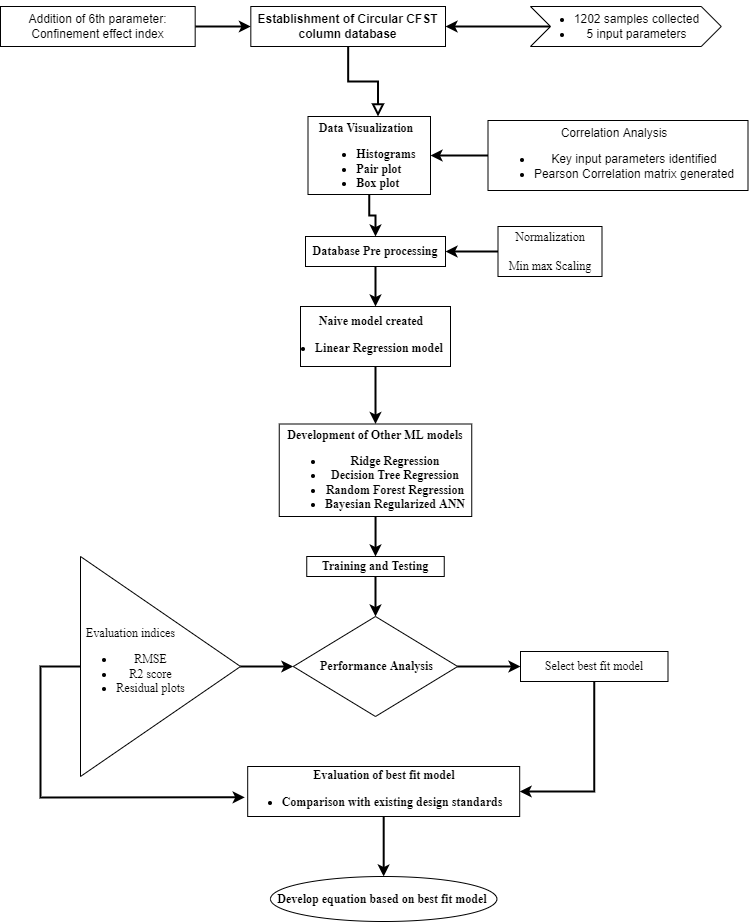 Addition of 6th parameter:
Confinement effect index
Establishment of Circular CFST
column database
• 1202 samples collected
• 5 input parameters
Data Visualization
• Histograms
• Pair plot
• Box plot
Correlation Analysis
• Key input parameters identified
• Pearson Correlation matrix generated
Database Pre processing
Normalization
Min max Scaling
Naive model created
• Linear Regression model
Development of Other ML models
• Ridge Regression
• Decision Tree Regression
• Random Forest Regression
• Bayesian Regularized ANN
Training and Testing
Evaluation indices
• RMSE
• R2 score
• Residual plots
Performance Analysis
Select best fit model
Evaluation of best fit model
• Comparison with existing design standards
Develop equation based on best fit model